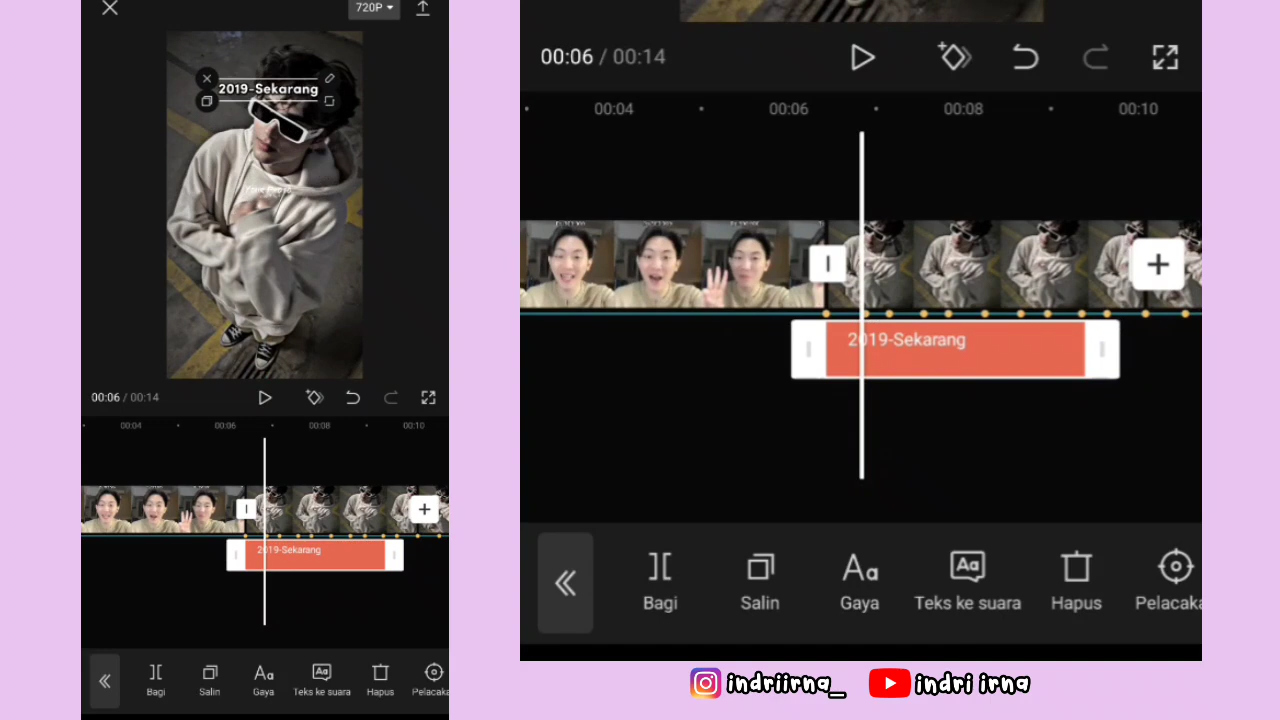 720P
2019-Sekarang
00:06 / 00:14
00:04
00:06
00:08
00:10
2019-Sekarang
Bagi
Salin
Gaya
Teks ke suara
Hapus
Pelacaka
00:06 / 00:14
00:04
00:06
00:08
00:10
2019-Sekarang
Bagi
Salin
Gaya
Teks ke suara
Hapus
Pelacaka
indriirna_
indri irna